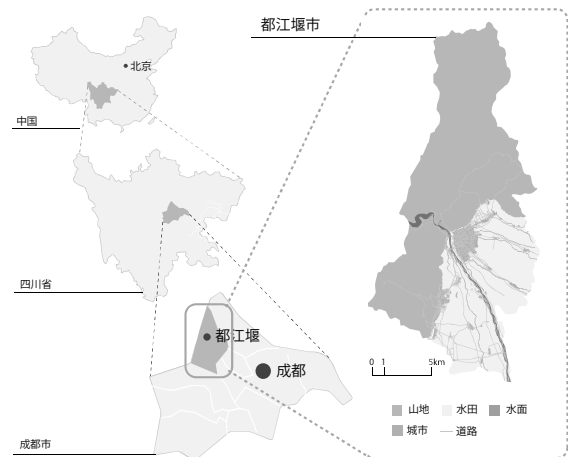 都江堰市
北京
中国
四川省
都江堰
成都
成都市
0 1 5km
山地 水田 水面
城市 道路